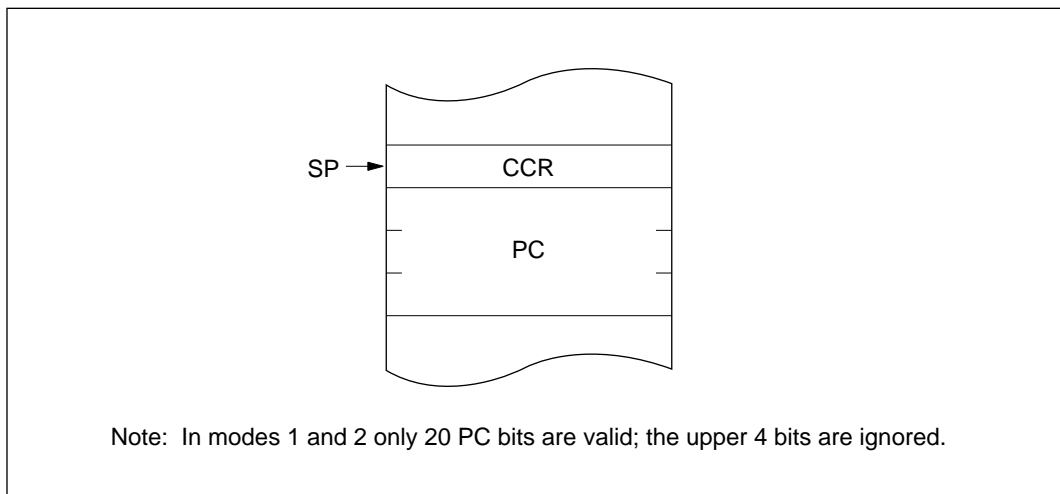 SP
CCR
PC
Note: In modes 1 and 2 only 20 PC bits are valid; the upper 4 bits are ignored.